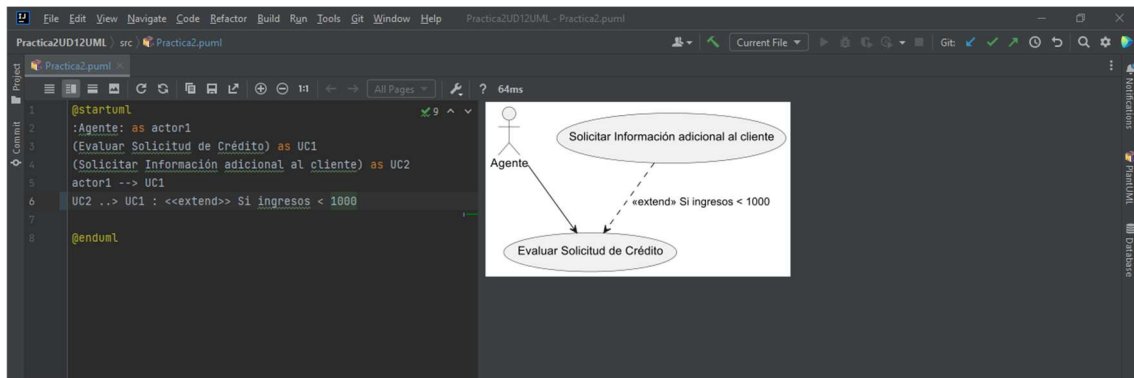 File Edit View Navigate Code Refactor Build Run Tools Git Window Help Practica2UD12UML - Practica2.puml
Practica2UD12UML src Practica2.puml
Current File Git:
Practica2.puml
All Pages ? 64ms
1:1
Project
Commit
Notifications
PlantUML
Database
9
1 @startuml
2 :Agente: as actor1
3 (Evaluar Solicitud de Crédito) as UC1
4 (Solicitar Información adicional al cliente) as UC2
5 actor1 --> UC1
6 UC2 ..> UC1 : <<extend>> Si ingresos < 1000
7
8 @enduml
Solicitar Información adicional al cliente
Agente
«extend» Si ingresos < 1000
Evaluar Solicitud de Crédito